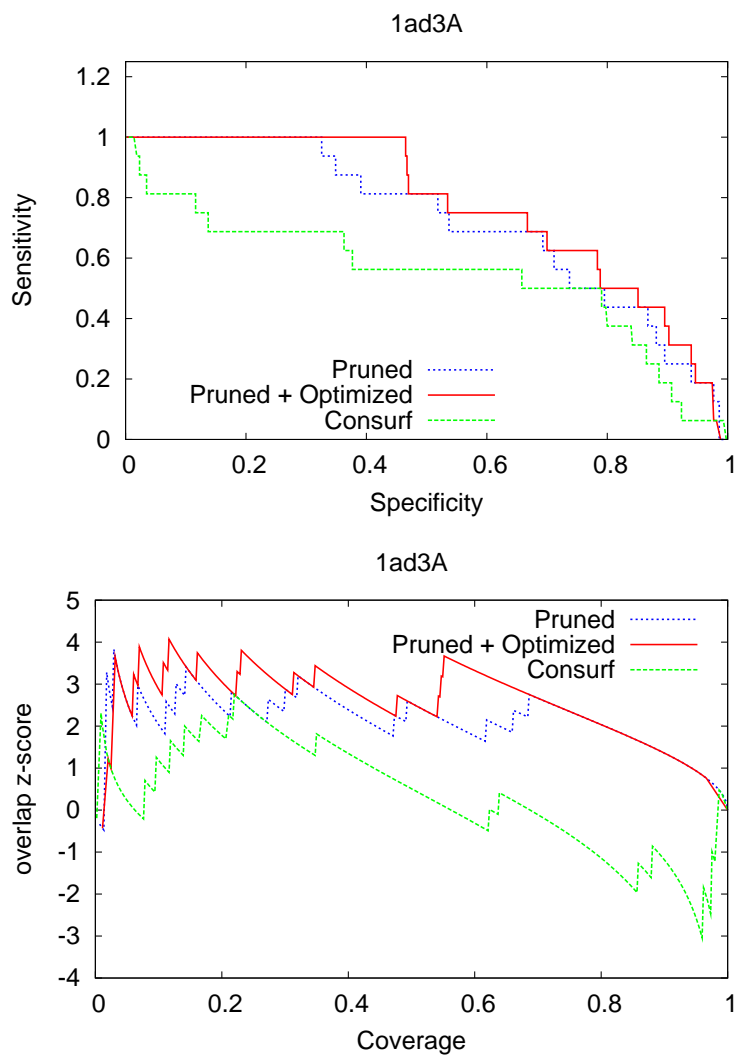 1ad3A
1.2
1
0.8
0.6
0.4
0.2
0
Sensitivity
Pruned
Pruned + Optimized
Consurf
0 0.2 0.4 0.6 0.8 1
Specificity
1ad3A
5
4
3
2
1
0
-1
-2
-3
-4
overlap z-score
Pruned
Pruned + Optimized
Consurf
0 0.2 0.4 0.6 0.8 1
Coverage